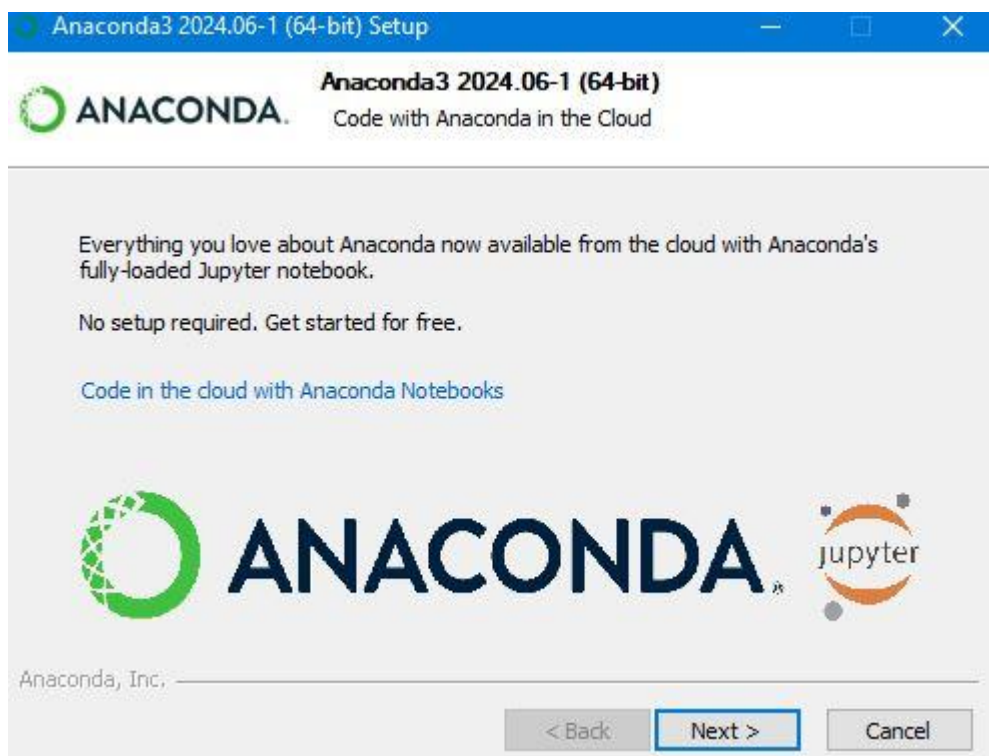 Anaconda3 2024.06-1 (64-bit) Setup
Anaconda3 2024.06-1 (64-bit)
ANACONDA.
Code with Anaconda in the Cloud
Everything you love about Anaconda now available from the cloud with Anaconda's
fully-loaded Jupyter notebook.
No setup required. Get started for free.
Code in the cloud with Anaconda Notebooks
ANACONDA.
jupyter
Anaconda, Inc.
< Back Next > Cancel